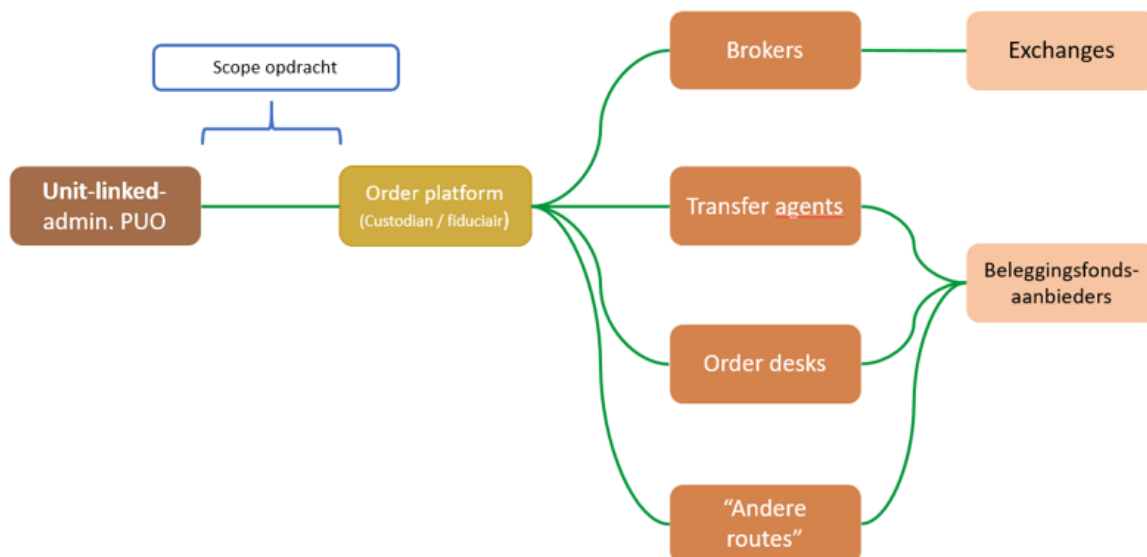 Scope opdracht
Unit-linked-
admin. PUO
Order platform
(Custodian / fiduciair)
Brokers
Exchanges
Transfer agents
Beleggingsfonds-
aanbieders
Order desks
“Andere
routes”